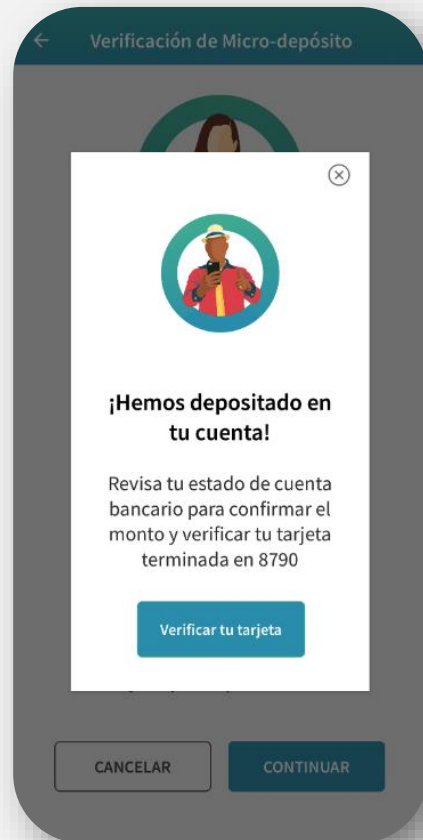 Verificación de Micro-depósito
¡Hemos depositado en
tu cuenta!
Revisa tu estado de cuenta
bancario para confirmar el
monto y verificar tu tarjeta
terminada en 8790
Verificar tu tarjeta
CANCELAR
CONTINUAR